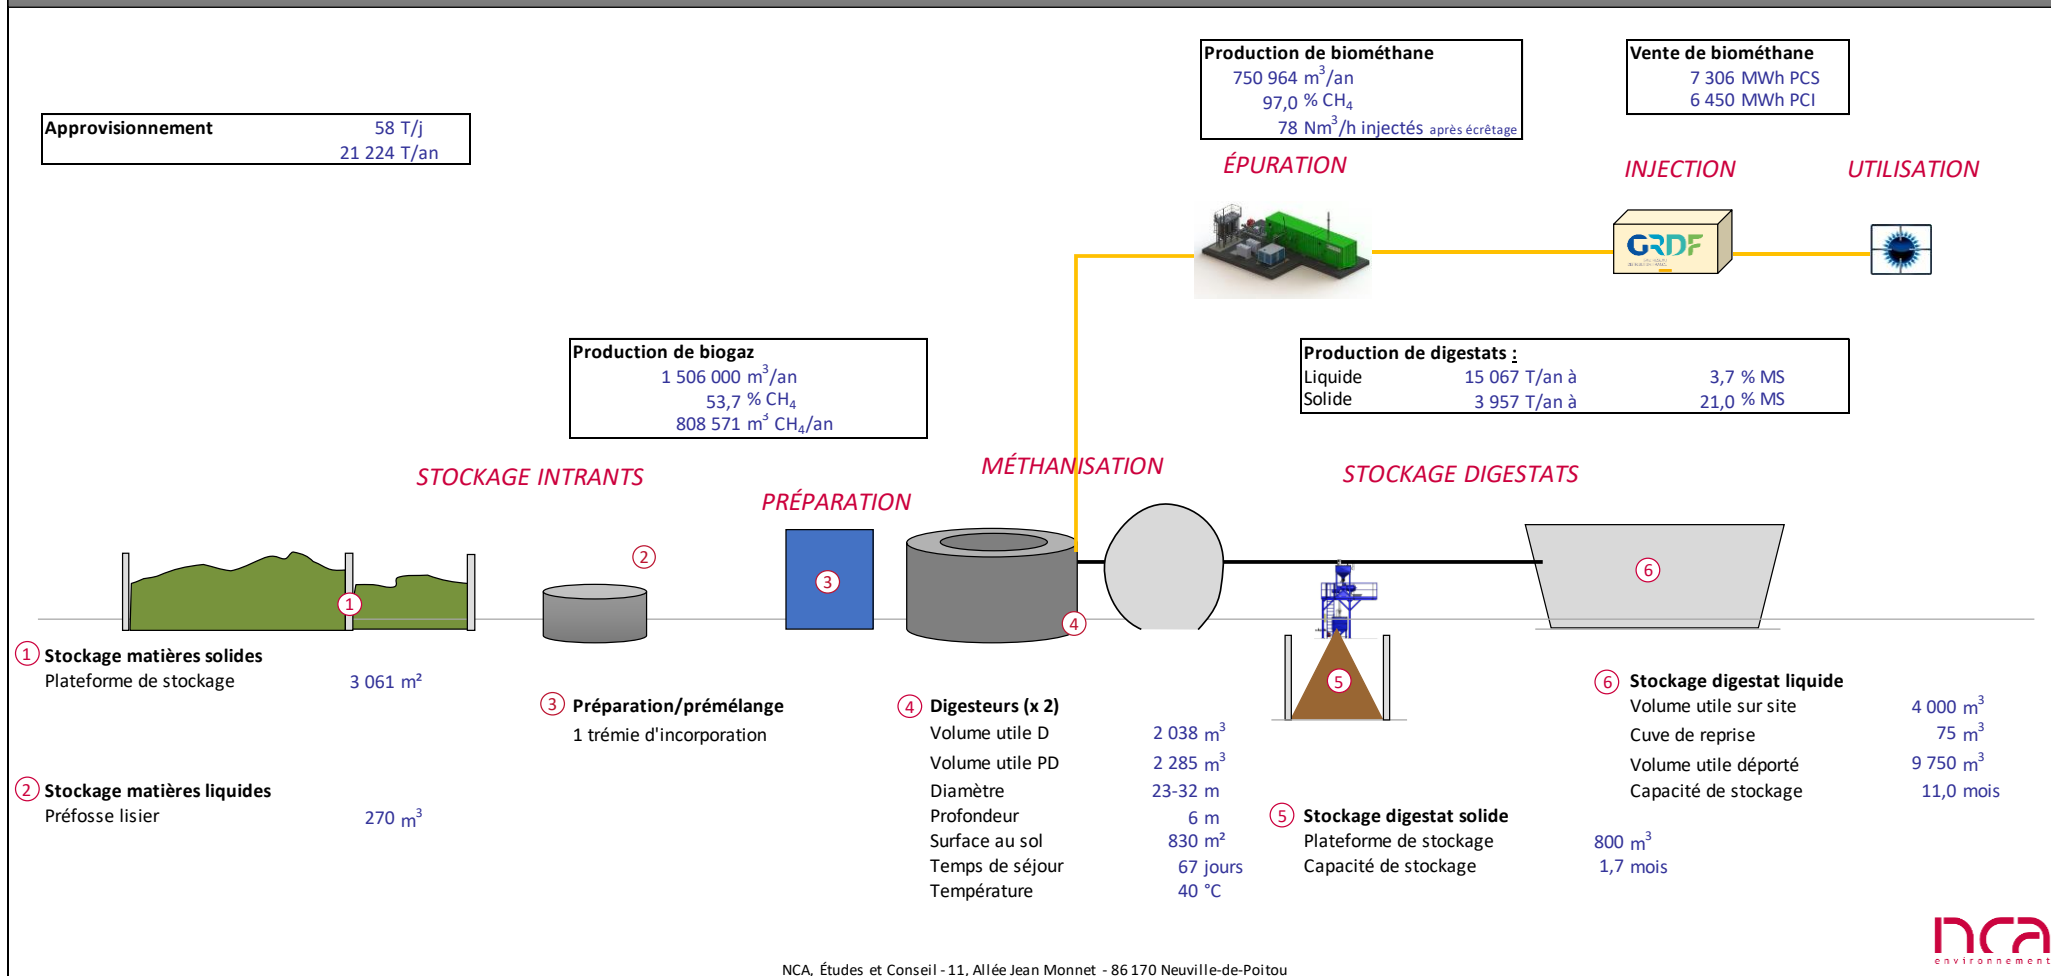 Production de biométhane
750 964 m³/an
97,0 % CH₄
78 Nm³/h injectés après écrêtage
Vente de biométhane
7 306 MWh PCS
6 450 MWh PCI
Approvisionnement 58 T/j
21 224 T/an
ÉPURATION
INJECTION
UTILISATION
GRDF
Production de biogaz
1 506 000 m³/an
53,7 % CH₄
808 571 m³ CH₄/an
Production de digestats :
Liquide 15 067 T/an à 3,7 % MS
Solide 3 957 T/an à 21,0 % MS
STOCKAGE INTRANTS
PRÉPARATION
MÉTHANISATION
STOCKAGE DIGESTATS
1
2
3
4
5
6
1 Stockage matières solides
Plateforme de stockage 3 061 m²
2 Stockage matières liquides
Préfosse lisier 270 m³
3 Préparation/prémélange
1 trémie d'incorporation
4 Digesteurs (x 2)
Volume utile D 2 038 m³
Volume utile PD 2 285 m³
Diamètre 23-32 m
Profondeur 6 m
Surface au sol 830 m²
Temps de séjour 67 jours
Température 40 °C
5 Stockage digestat solide
Plateforme de stockage 800 m³
Capacité de stockage 1,7 mois
6 Stockage digestat liquide
Volume utile sur site 4 000 m³
Cuve de reprise 75 m³
Volume utile déporté 9 750 m³
Capacité de stockage 11,0 mois
nca
environnement
NCA, Études et Conseil - 11, Allée Jean Monnet - 86 170 Neuville-de-Poitou